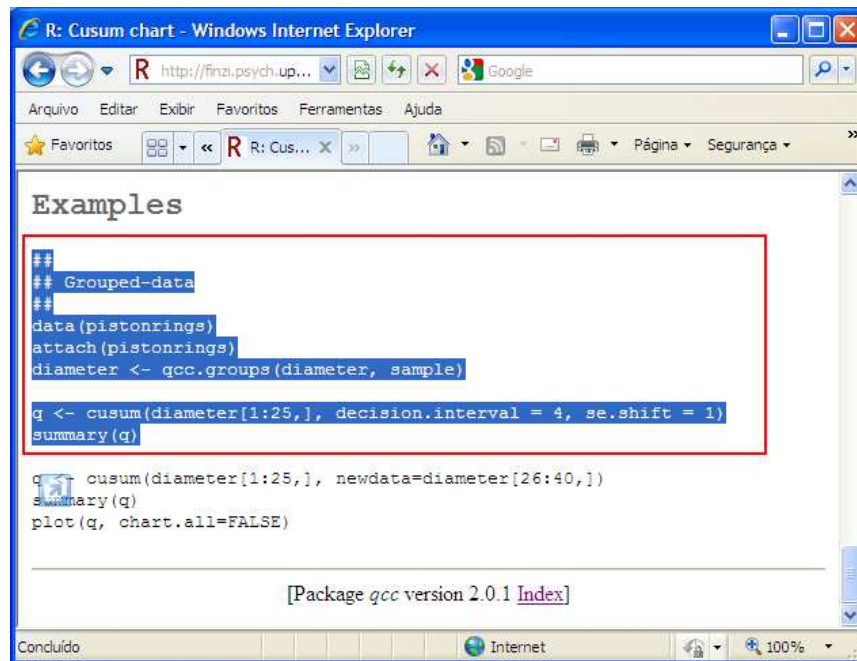 R: Cusum chart - Windows Internet Explorer
http://finzi.psych.up...
Google
Arquivo Editar Exibir Favoritos Ferramentas Ajuda
Favoritos « R: Cus... » Página Segurança »
Examples
##
## Grouped-data
##
data(pistonrings)
attach(pistonrings)
diameter <- qcc.groups(diameter, sample)
q <- cusum(diameter[1:25,], decision.interval = 4, se.shift = 1)
summary(q)
q <- cusum(diameter[1:25,], newdata=diameter[26:40,])
summary(q)
plot(q, chart.all=FALSE)
[Package qcc version 2.0.1 Index]
Concluído Internet 100%